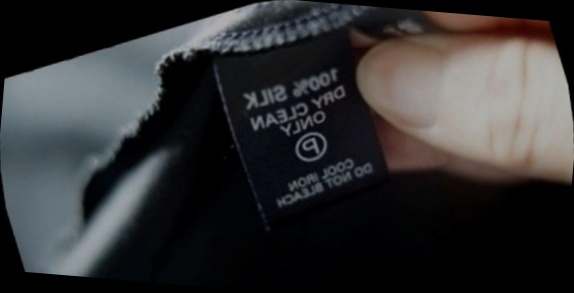 100% SILK
DRY CLEAN
ONLY
P
COOL IRON
DO NOT BLEACH